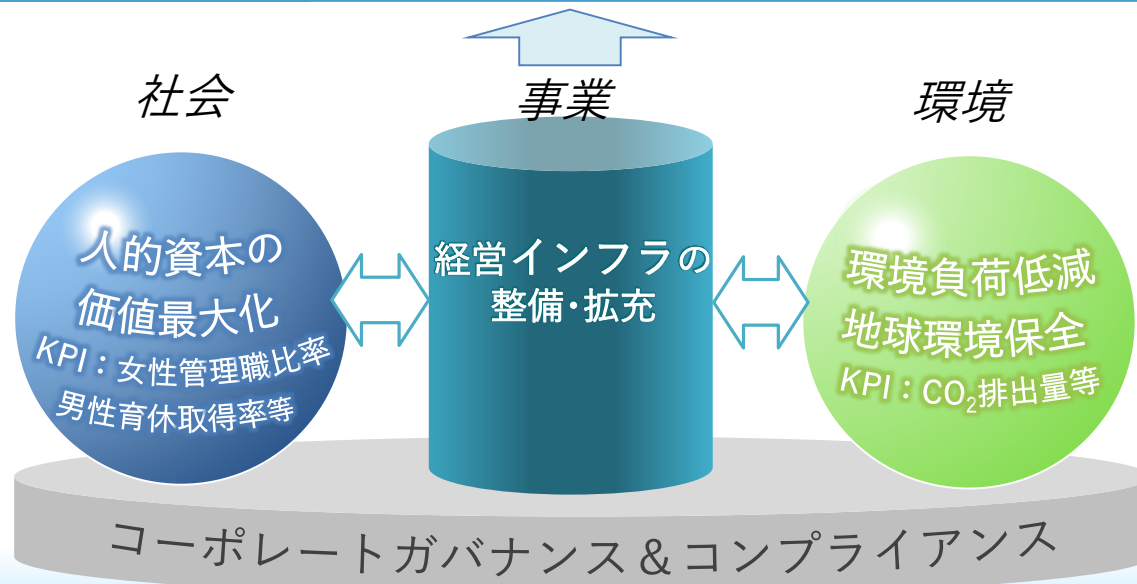 社会
事業
環境
人的資本の
価値最大化
KPI：女性管理職比率
男性育休取得率等
経営インフラの
整備・拡充
環境負荷低減
地球環境保全
KPI：CO₂排出量等
コーポレートガバナンス＆コンプライアンス